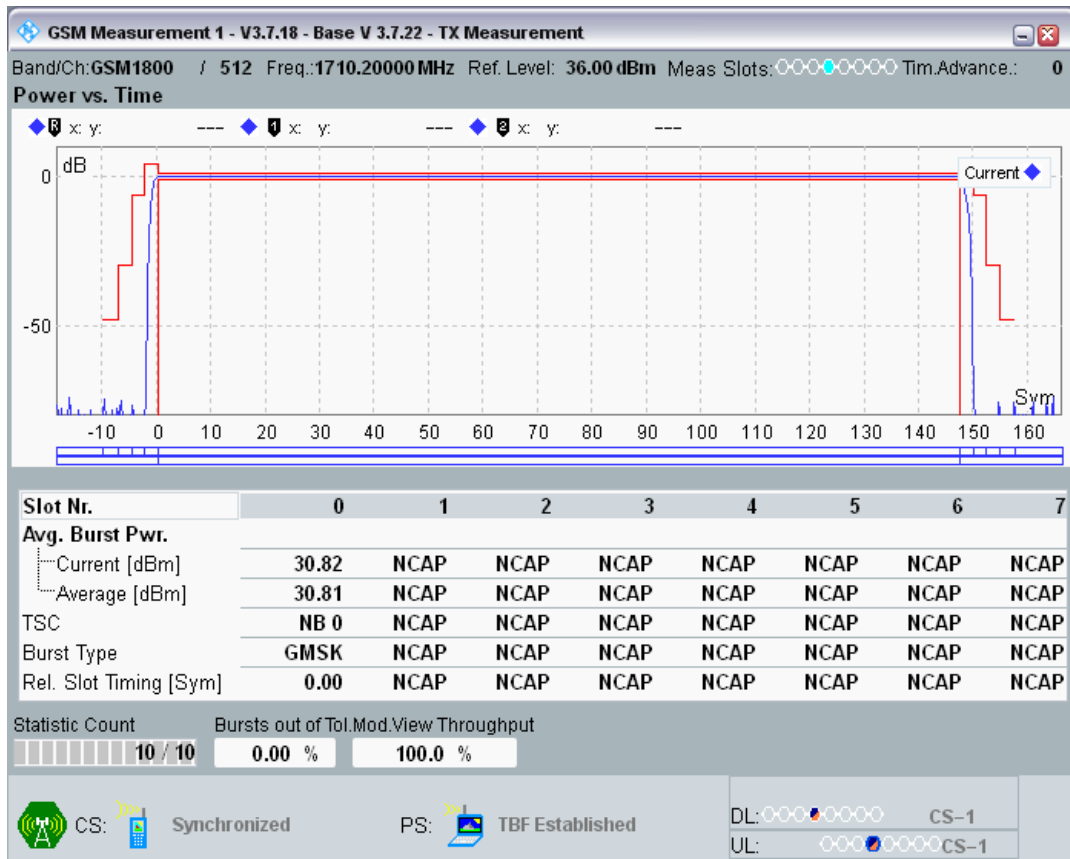 GSM Measurement 1 - V3.7.18 - Base V 3.7.22 - TX Measurement
Band/Ch:GSM1800 / 512 Freq.:1710.20000 MHz Ref. Level: 36.00 dBm Meas Slots: Tim.Advance.: 0
Power vs. Time
R x: y: --- 1 x: y: --- 2 x: y: ---
dB
Current
0
-50
Sym
-10 0 10 20 30 40 50 60 70 80 90 100 110 120 130 140 150 160
Slot Nr. 0 1 2 3 4 5 6 7
Avg. Burst Pwr.
Current [dBm] 30.82 NCAP NCAP NCAP NCAP NCAP NCAP NCAP
Average [dBm] 30.81 NCAP NCAP NCAP NCAP NCAP NCAP NCAP
TSC NB 0 NCAP NCAP NCAP NCAP NCAP NCAP NCAP
Burst Type GMSK NCAP NCAP NCAP NCAP NCAP NCAP NCAP
Rel. Slot Timing [Sym] 0.00 NCAP NCAP NCAP NCAP NCAP NCAP NCAP
Statistic Count Bursts out of Tol.Mod.View Throughput
10 / 10 0.00 % 100.0 %
CS: Synchronized PS: TBF Established DL: CS-1
UL: CS-1